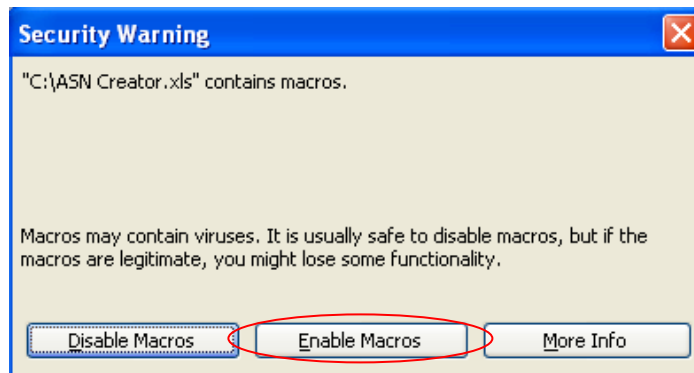 Security Warning
"C:\ASN Creator.xls" contains macros.
Macros may contain viruses. It is usually safe to disable macros, but if the
macros are legitimate, you might lose some functionality.
Disable Macros Enable Macros More Info